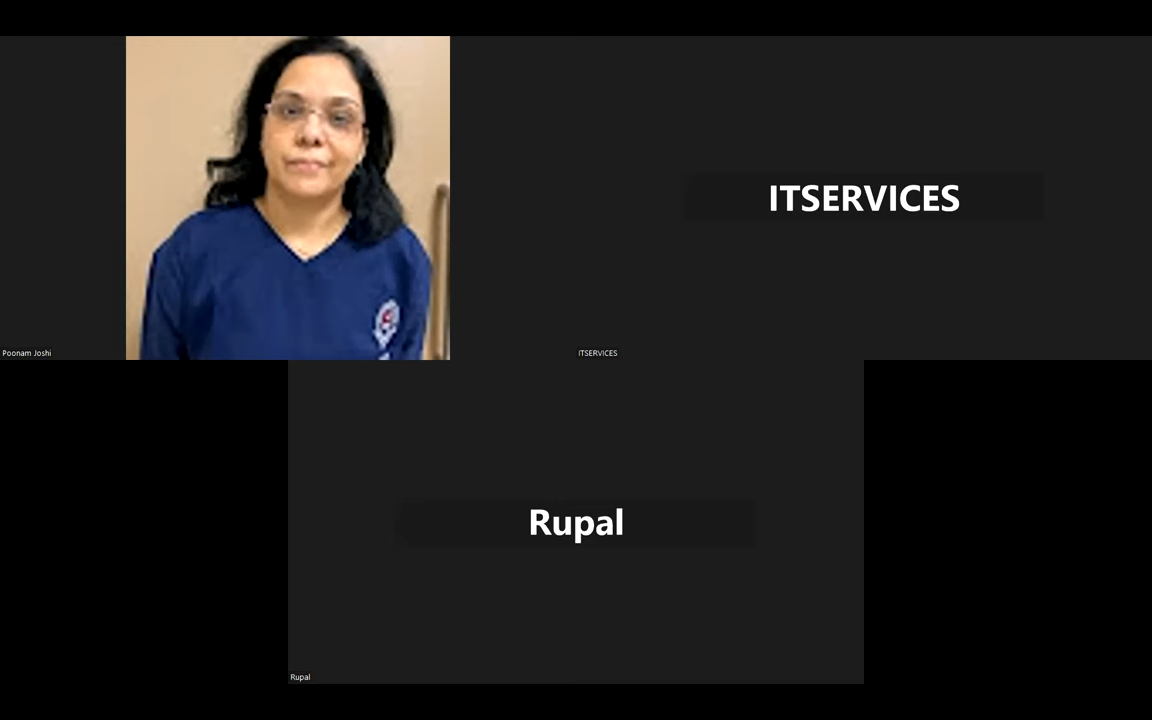 ITSERVICES
Poonam Joshi
ITSERVICES
Rupal
Rupal